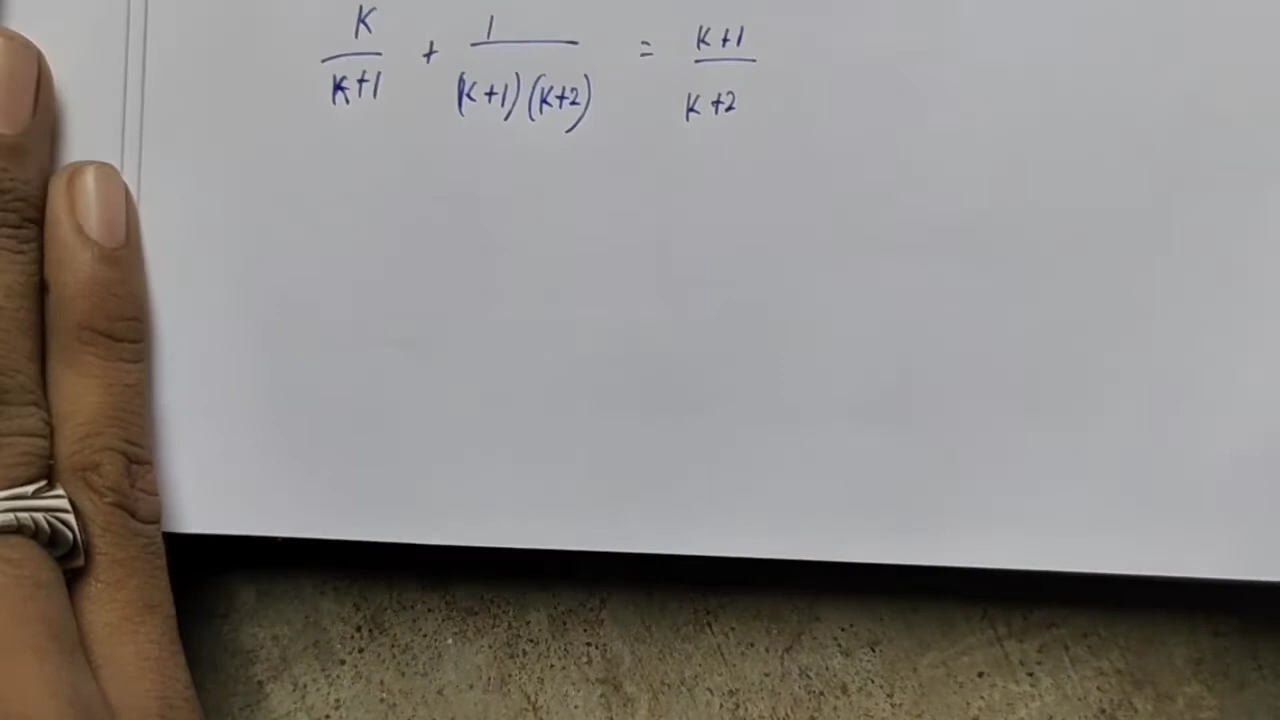 K/K+1 + 1/(K+1)(K+2) = K+1/K+2